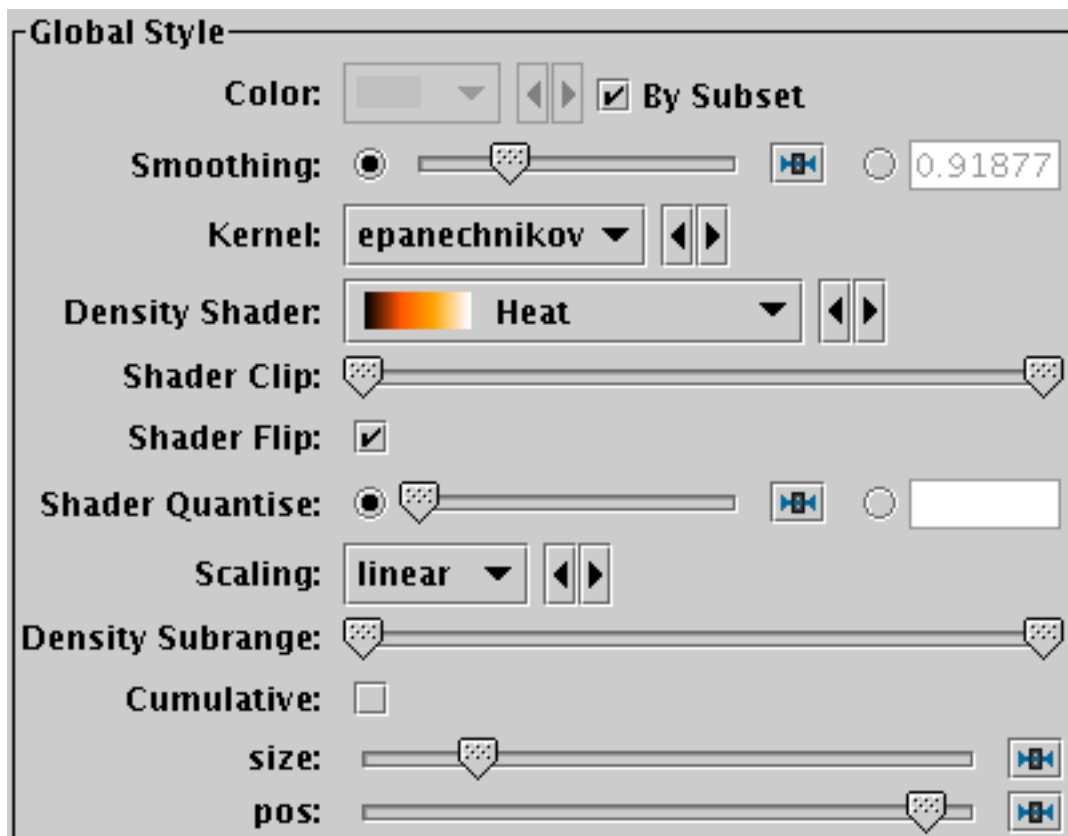 Global Style
Color: By Subset
Smoothing: 0.91877
Kernel: epanechnikov
Density Shader: Heat
Shader Clip:
Shader Flip:
Shader Quantise:
Scaling: linear
Density Subrange:
Cumulative:
size:
pos: